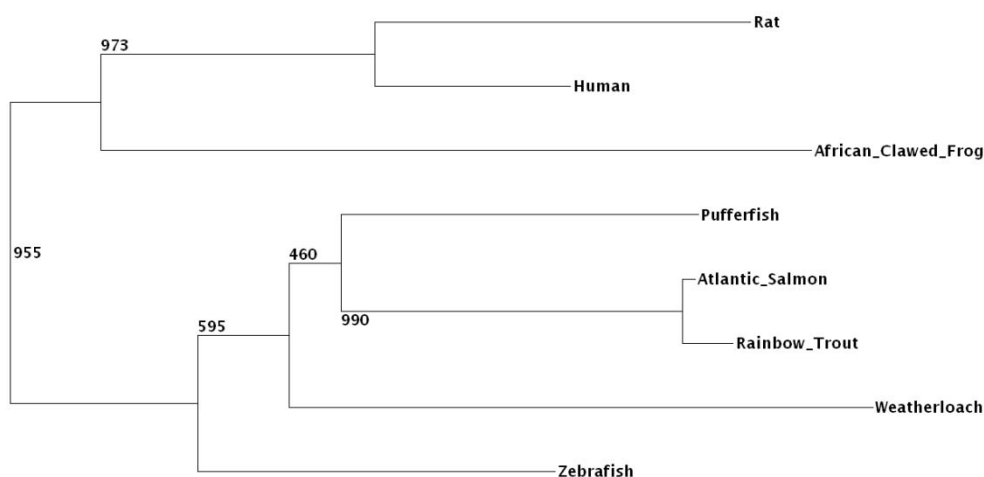 Rat
973
Human
African_Clawed_Frog
Pufferfish
955
460
Atlantic_Salmon
990
595
Rainbow_Trout
Weatherloach
Zebrafish